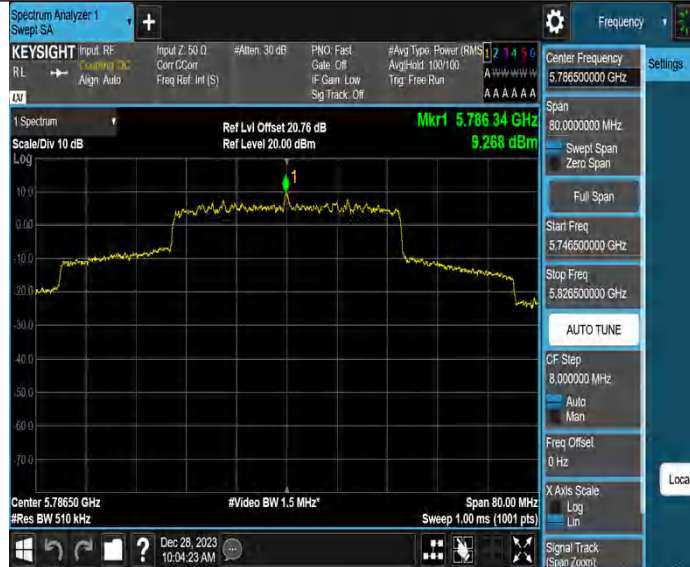 Spectrum Analyzer 1
Swept SA
+
Frequency
KEYSIGHT
RL
Input: RF
Coupling: DC
Align: Auto
Input Z: 50 Ω
Corr CCorr
Freq Ref: Int (S)
#Atten: 30 dB
PNO: Fast
Gate: Off
IF Gain: Low
Sig Track: Off
#Avg Type: Power (RMS
Avg|Hold: 100/100
Trig: Free Run
1 2 3 4 5 6
A W W W W W
A A A A A A
LXI
1 Spectrum
Scale/Div 10 dB
Log
Ref Lvl Offset 20.76 dB
Ref Level 20.00 dBm
Mkr1 5.786 34 GHz
9.268 dBm
1
10.0
0.00
-10.0
-20.0
-30.0
-40.0
-50.0
-60.0
-70.0
Center 5.78650 GHz
#Res BW 510 kHz
#Video BW 1.5 MHz*
Span 80.00 MHz
Sweep 1.00 ms (1001 pts)
?
Dec 28, 2023
10:04:23 AM
Center Frequency
5.786500000 GHz
Settings
Span
80.0000000 MHz
Swept Span
Zero Span
Full Span
Start Freq
5.746500000 GHz
Stop Freq
5.826500000 GHz
AUTO TUNE
CF Step
8.000000 MHz
Auto
Man
Freq Offset
0 Hz
X Axis Scale
Log
Lin
Loca
Signal Track
(Span Zoom)